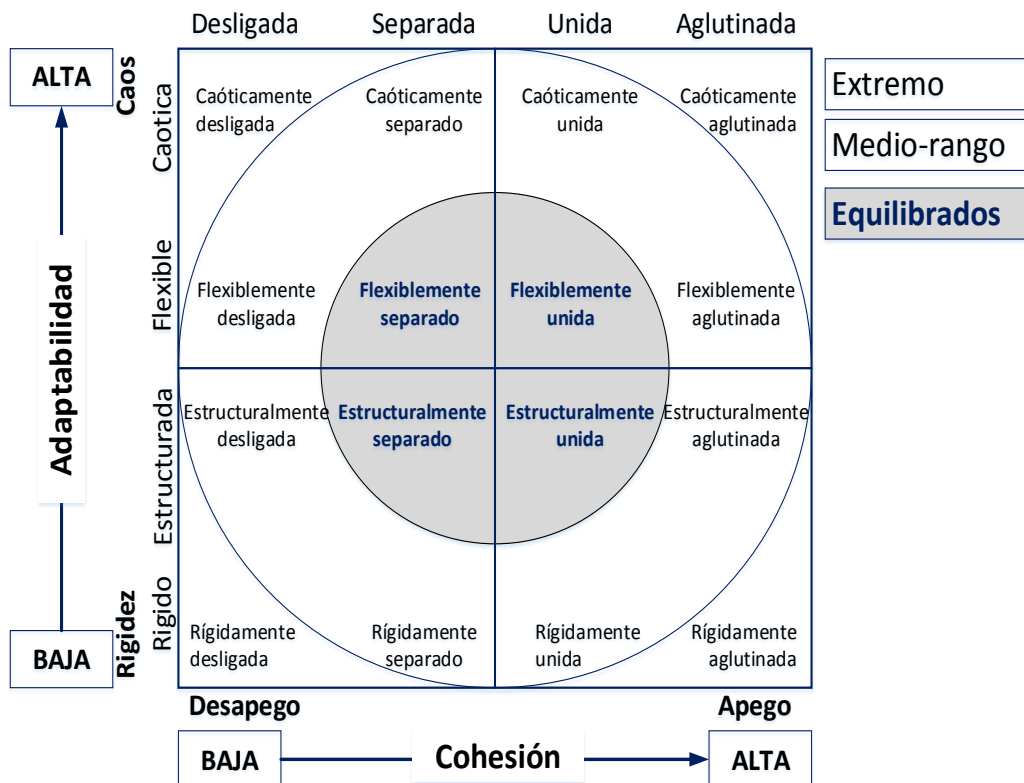 Desligada Separada Unida Aglutinada
ALTA
Caos
Caotica
Caóticamente
desligada
Caóticamente
separado
Caóticamente
unida
Caóticamente
aglutinada
Extremo
Medio-rango
Equilibrados
Adaptabilidad
Flexible
Flexiblemente
desligada
Flexiblemente
separado
Flexiblemente
unida
Flexiblemente
aglutinada
Estructurada
Estructuralmente
desligada
Estructuralmente
separado
Estructuralmente
unida
Estructuralmente
aglutinada
BAJA
Rigidez
Rigido
Rígidamente
desligada
Rígidamente
separado
Rígidamente
unida
Rígidamente
aglutinada
Desapego Apego
BAJA Cohesión ALTA